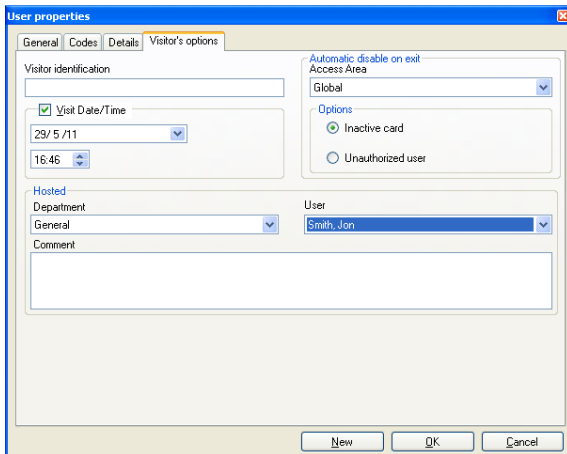 User properties
General Codes Details Visitor's options
Visitor identification
Visit Date/Time
29/ 5 /11
16:46
Automatic disable on exit
Access Area
Global
Options
Inactive card
Unauthorized user
Hosted
Department
General
User
Smith, Jon
Comment
New OK Cancel